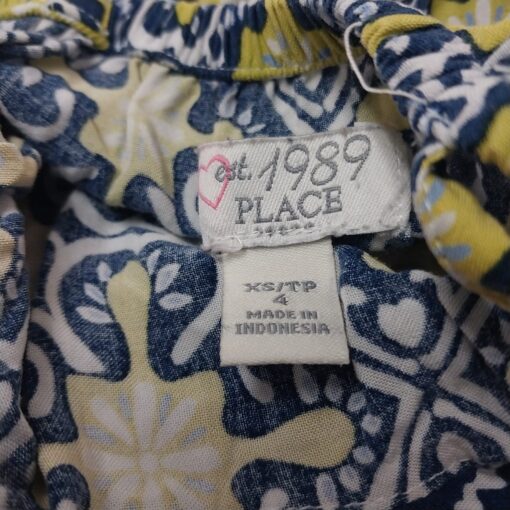 est. 1989
PLACE
XS/TP
4
MADE IN
INDONESIA